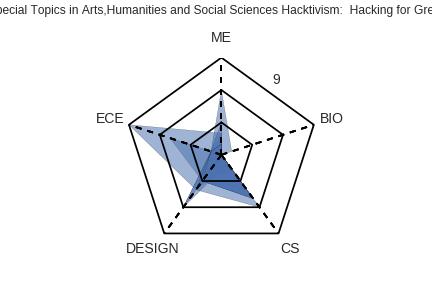 pecial Topics in Arts,Humanities and Social Sciences Hacktivism: Hacking for Gre
ME
9
ECE
BIO
DESIGN
CS